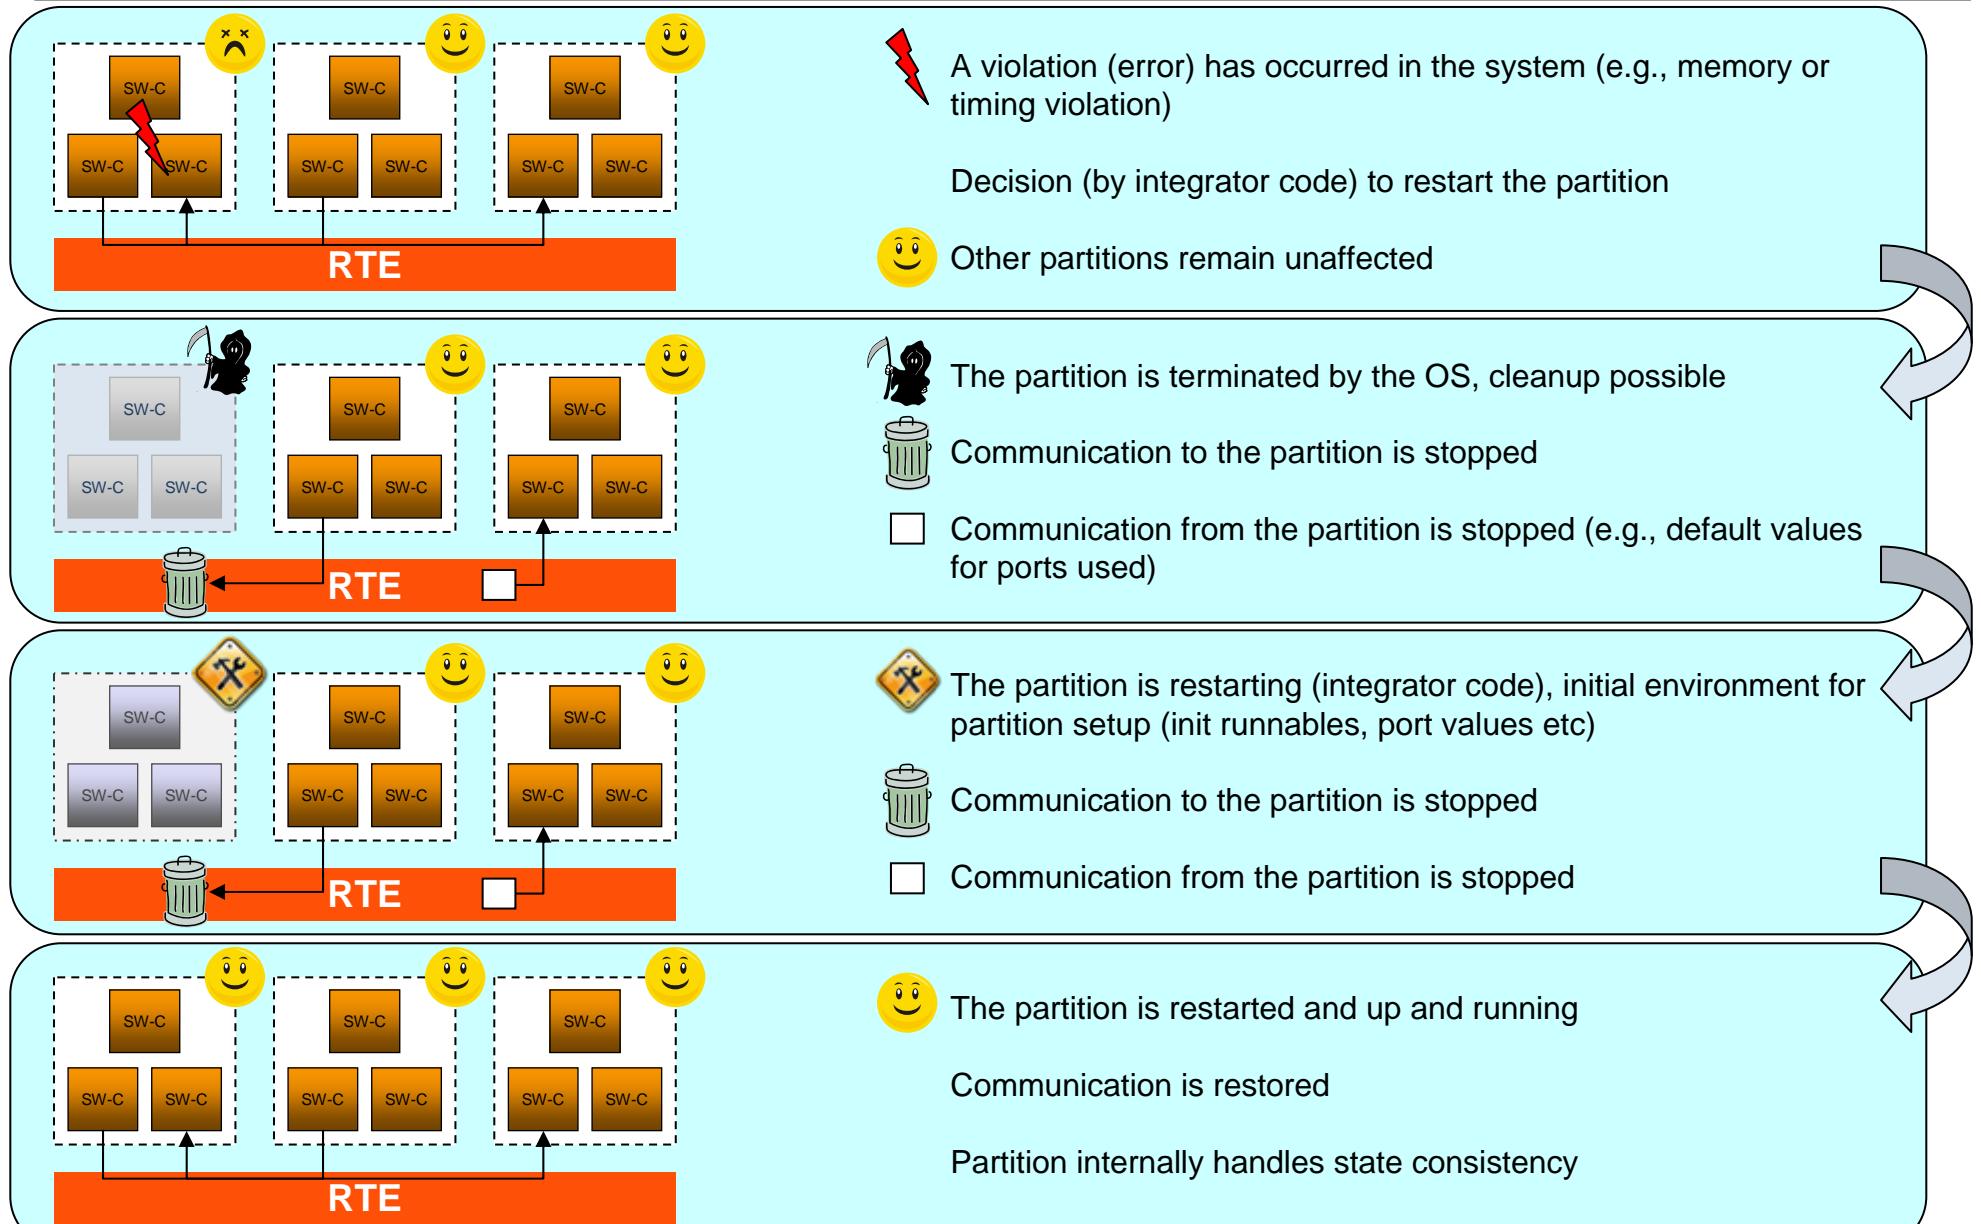 SW-C
SW-C SW-C
SW-C
SW-C SW-C
SW-C
SW-C SW-C
RTE
A violation (error) has occurred in the system (e.g., memory or
timing violation)
Decision (by integrator code) to restart the partition
Other partitions remain unaffected
SW-C
SW-C SW-C
SW-C
SW-C SW-C
SW-C
SW-C SW-C
RTE
The partition is terminated by the OS, cleanup possible
Communication to the partition is stopped
Communication from the partition is stopped (e.g., default values
for ports used)
SW-C
SW-C SW-C
SW-C
SW-C SW-C
SW-C
SW-C SW-C
RTE
The partition is restarting (integrator code), initial environment for
partition setup (init runnables, port values etc)
Communication to the partition is stopped
Communication from the partition is stopped
SW-C
SW-C SW-C
SW-C
SW-C SW-C
SW-C
SW-C SW-C
RTE
The partition is restarted and up and running
Communication is restored
Partition internally handles state consistency